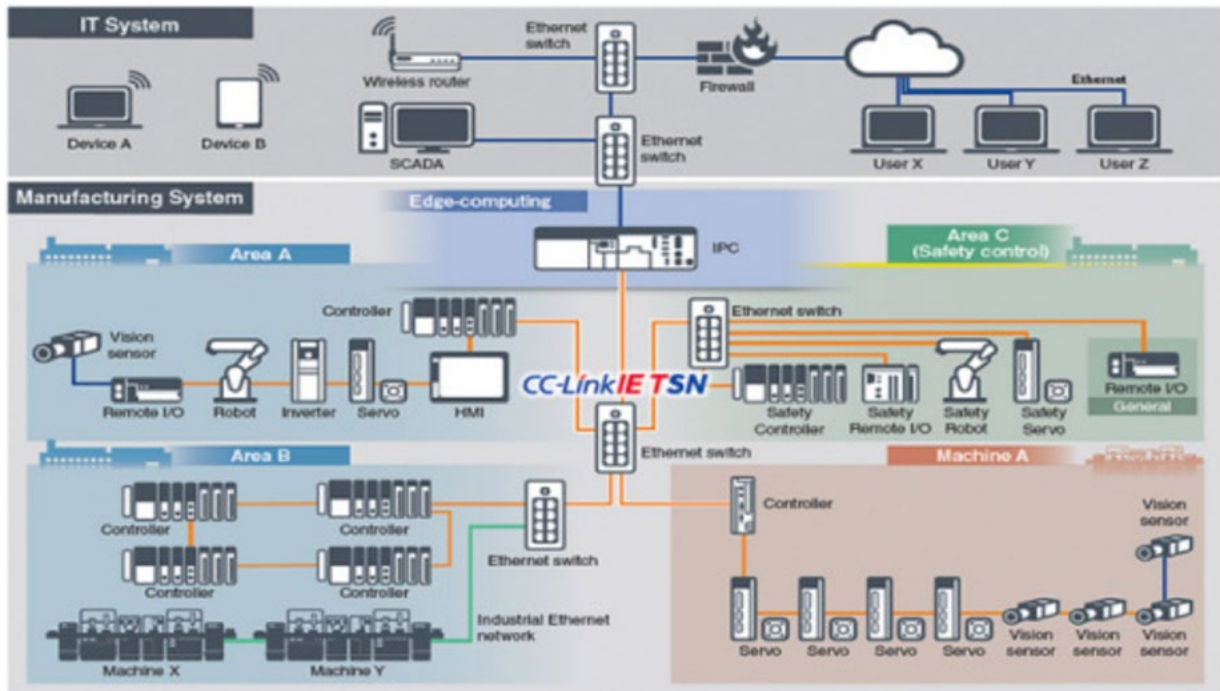 IT System
Device A
Device B
Wireless router
SCADA
Ethernet
switch
Ethernet
switch
Firewall
Ethernet
User X
User Y
User Z
Manufacturing System
Edge-computing
IPC
Area A
Vision
sensor
Remote I/O
Robot
Inverter
Servo
Controller
HMI
CC-Link IE TSN
Area C
(Safety control)
Ethernet switch
Safety
Controller
Safety
Remote I/O
Safety
Robot
Safety
Servo
Remote I/O
General
Ethernet switch
Area B
Controller
Controller
Controller
Controller
Ethernet switch
Industrial Ethernet
network
Machine X
Machine Y
Machine A
Controller
Servo
Servo
Servo
Servo
Vision
sensor
Vision
sensor
Vision
sensor
Vision
sensor